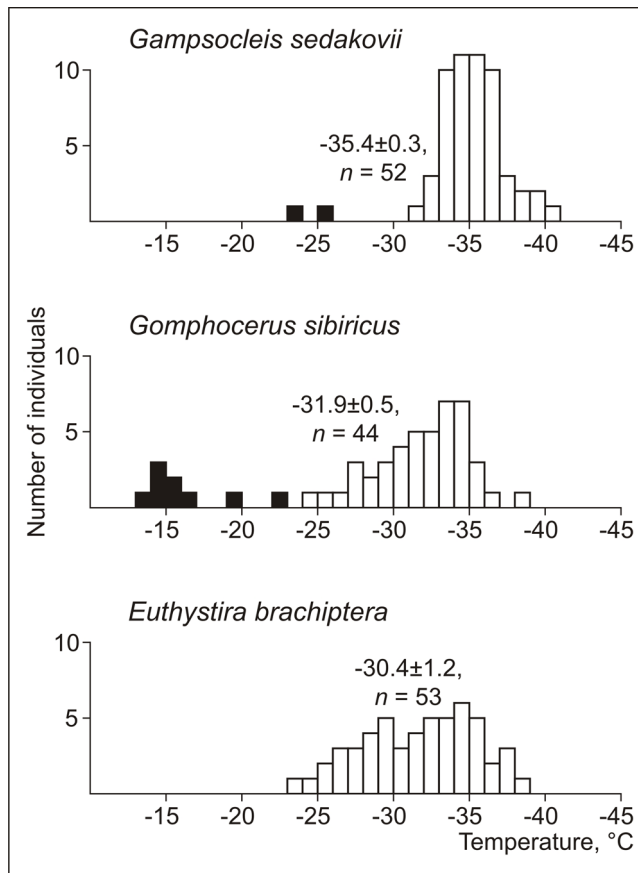 Gampsocleis sedakovii
10
5
-35.4±0.3,
n = 52
-15 -20 -25 -30 -35 -40 -45
Number of individuals
Gomphocerus sibiricus
10
5
-31.9±0.5,
n = 44
-15 -20 -25 -30 -35 -40 -45
Euthystira brachiptera
10
5
-30.4±1.2,
n = 53
-15 -20 -25 -30 -35 -40 -45
Temperature, °C